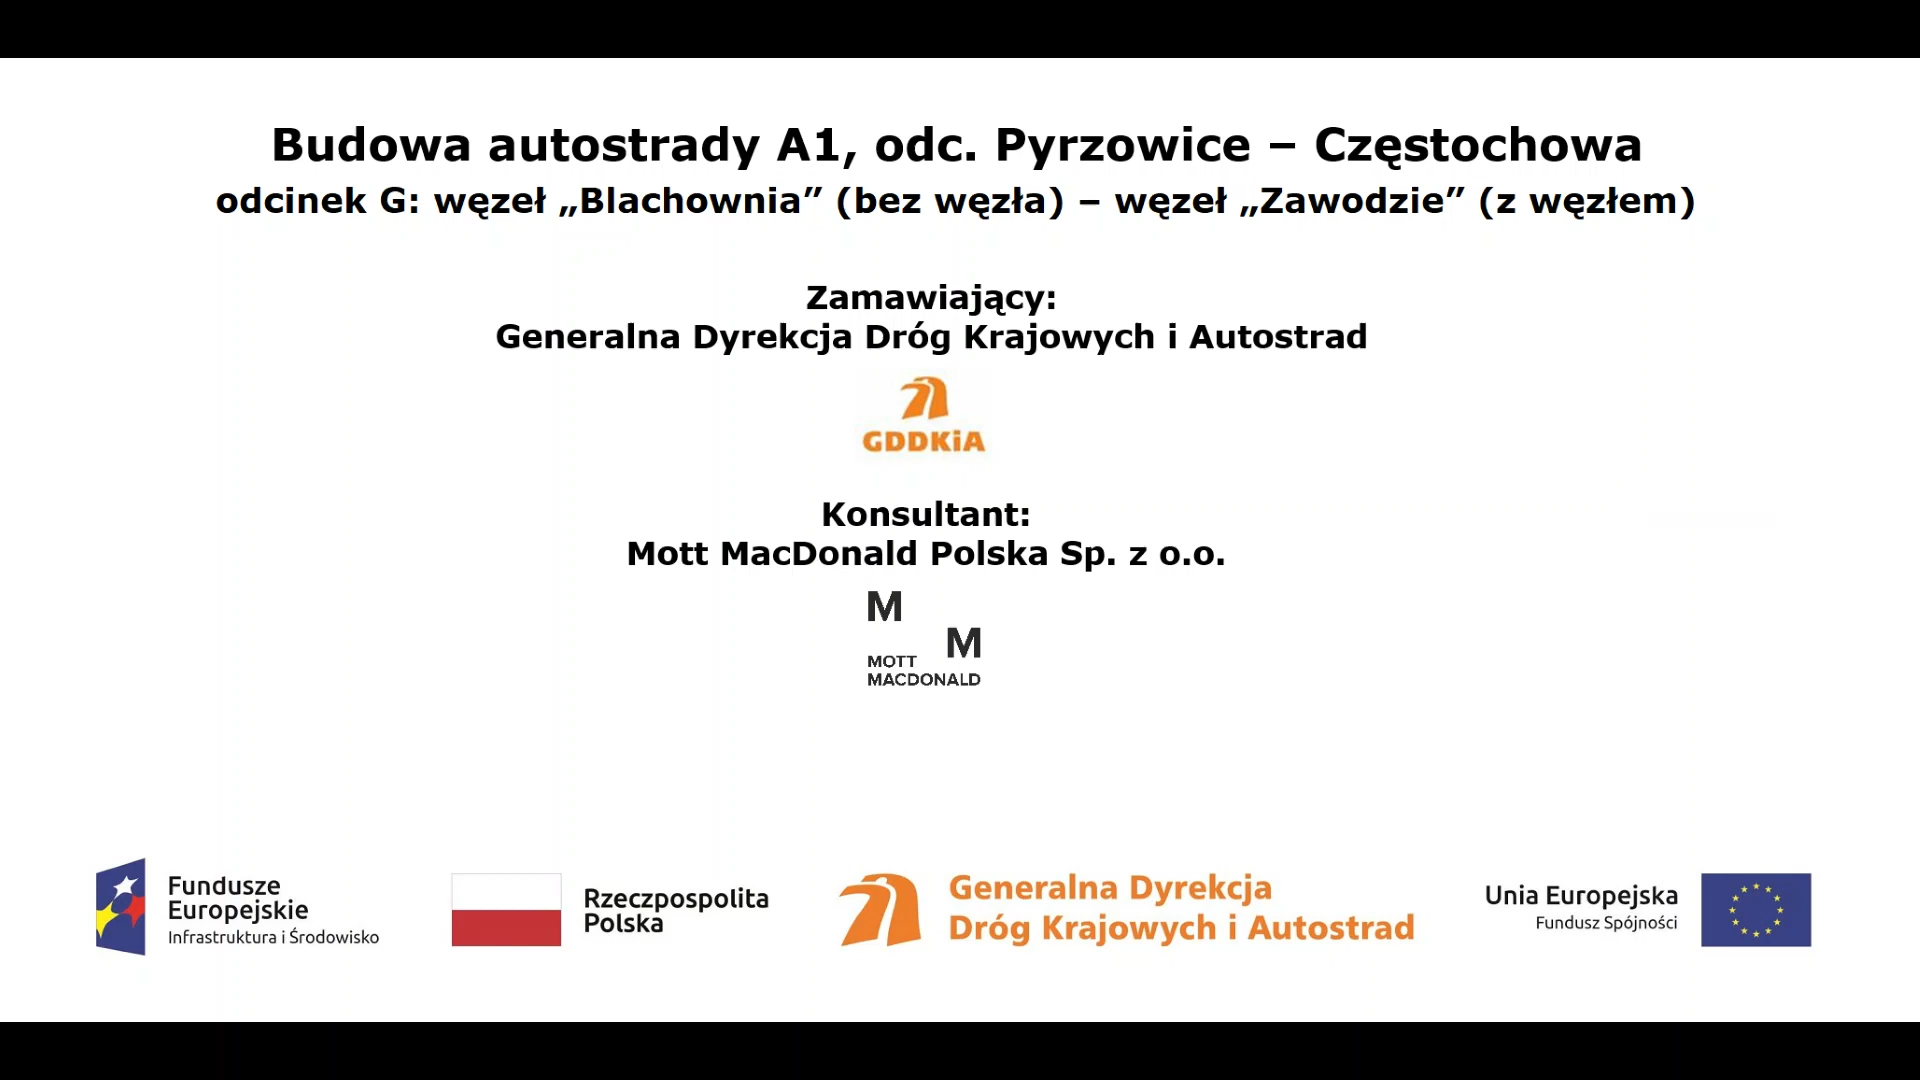 Budowa autostrady A1, odc. Pyrzowice – Częstochowa
odcinek G: węzeł „Blachownia” (bez węzła) – węzeł „Zawodzie” (z węzłem)
Zamawiający:
Generalna Dyrekcja Dróg Krajowych i Autostrad
GDDKiA
Konsultant:
Mott MacDonald Polska Sp. z o.o.
M
M
MOTT
MACDONALD
Fundusze
Europejskie
Infrastruktura i Środowisko
Rzeczpospolita
Polska
Generalna Dyrekcja
Dróg Krajowych i Autostrad
Unia Europejska
Fundusz Spójności